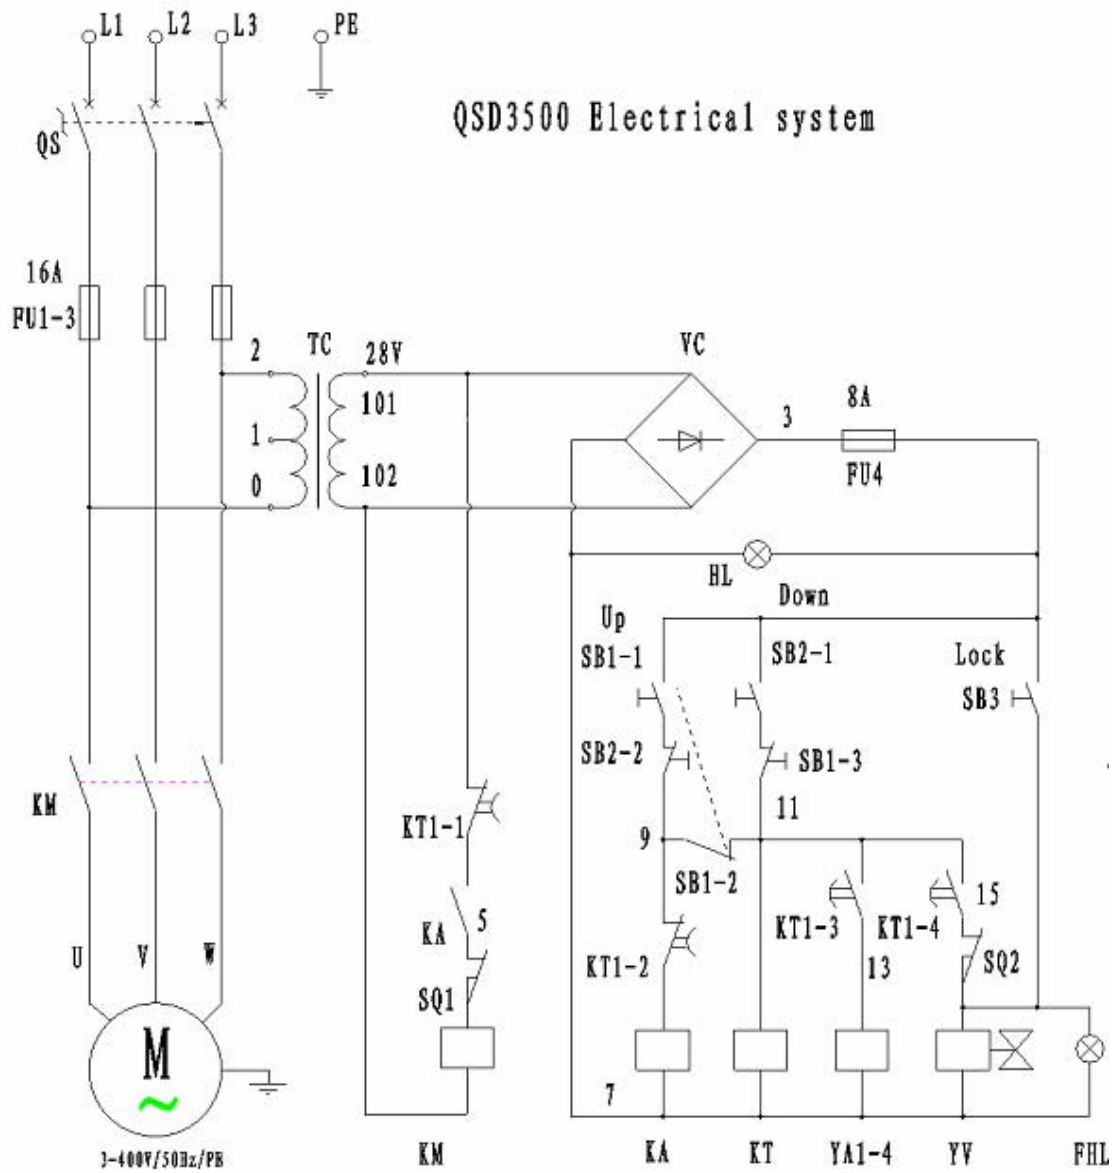 L1 L2 L3 PE
QSD3500 Electrical system
QS
16A
FU1-3
2 TC 28V VC
101 3 8A
1
0 102 FU4
HL
Down
Up
SB1-1 SB2-1 Lock
SB3
SB2-2 SB1-3
KM 11
KT1-1 9
SB1-2
KA 5 KT1-3 KT1-4 15
U V W KT1-2 13 SQ2
SQ1
M
7
KM KA KT YA1-4 YV FHL
3-400V/50Hz/PE